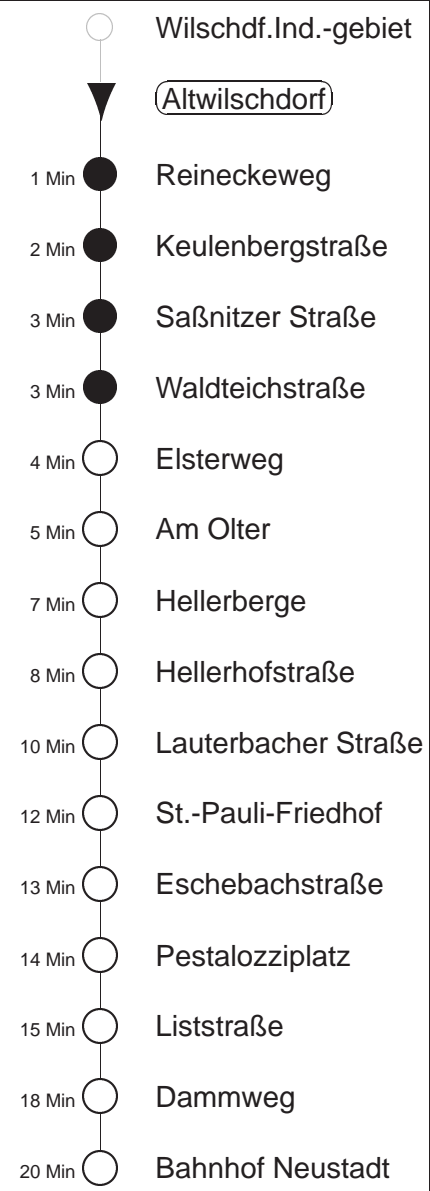 Wilschdf.Ind.-gebiet
Altwilschdorf
1 Min Reineckeweg
2 Min Keulenbergstraße
3 Min Saßnitzer Straße
3 Min Waldteichstraße
4 Min Elsterweg
5 Min Am Olter
7 Min Hellerberge
8 Min Hellerhofstraße
10 Min Lauterbacher Straße
12 Min St.-Pauli-Friedhof
13 Min Eschebachstraße
14 Min Pestalozziplatz
15 Min Liststraße
18 Min Dammweg
20 Min Bahnhof Neustadt